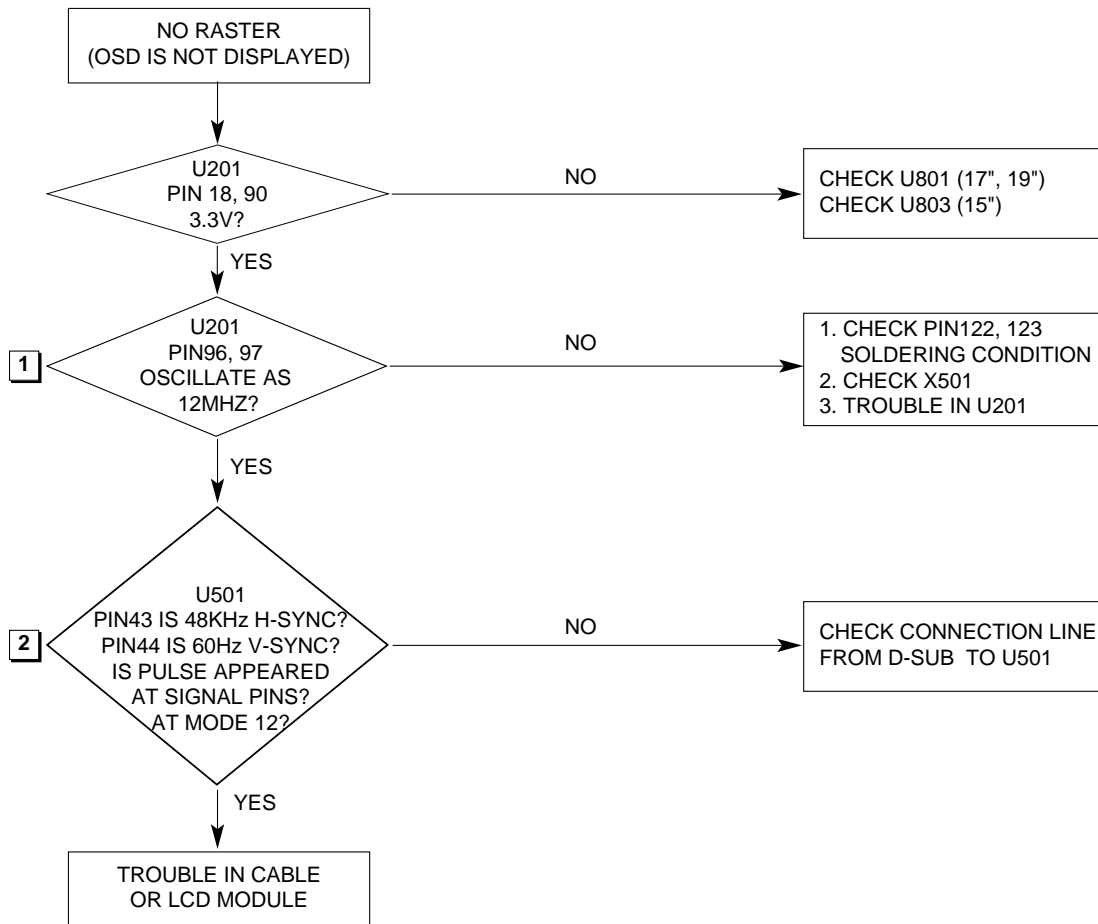 NO RASTER
(OSD IS NOT DISPLAYED)
U201
PIN 18, 90
3.3V?
NO
CHECK U801 (17", 19")
CHECK U803 (15")
YES
1
U201
PIN96, 97
OSCILLATE AS
12MHZ?
NO
1. CHECK PIN122, 123
SOLDERING CONDITION
2. CHECK X501
3. TROUBLE IN U201
YES
2
U501
PIN43 IS 48KHz H-SYNC?
PIN44 IS 60Hz V-SYNC?
IS PULSE APPEARED
AT SIGNAL PINS?
AT MODE 12?
NO
CHECK CONNECTION LINE
FROM D-SUB TO U501
YES
TROUBLE IN CABLE
OR LCD MODULE